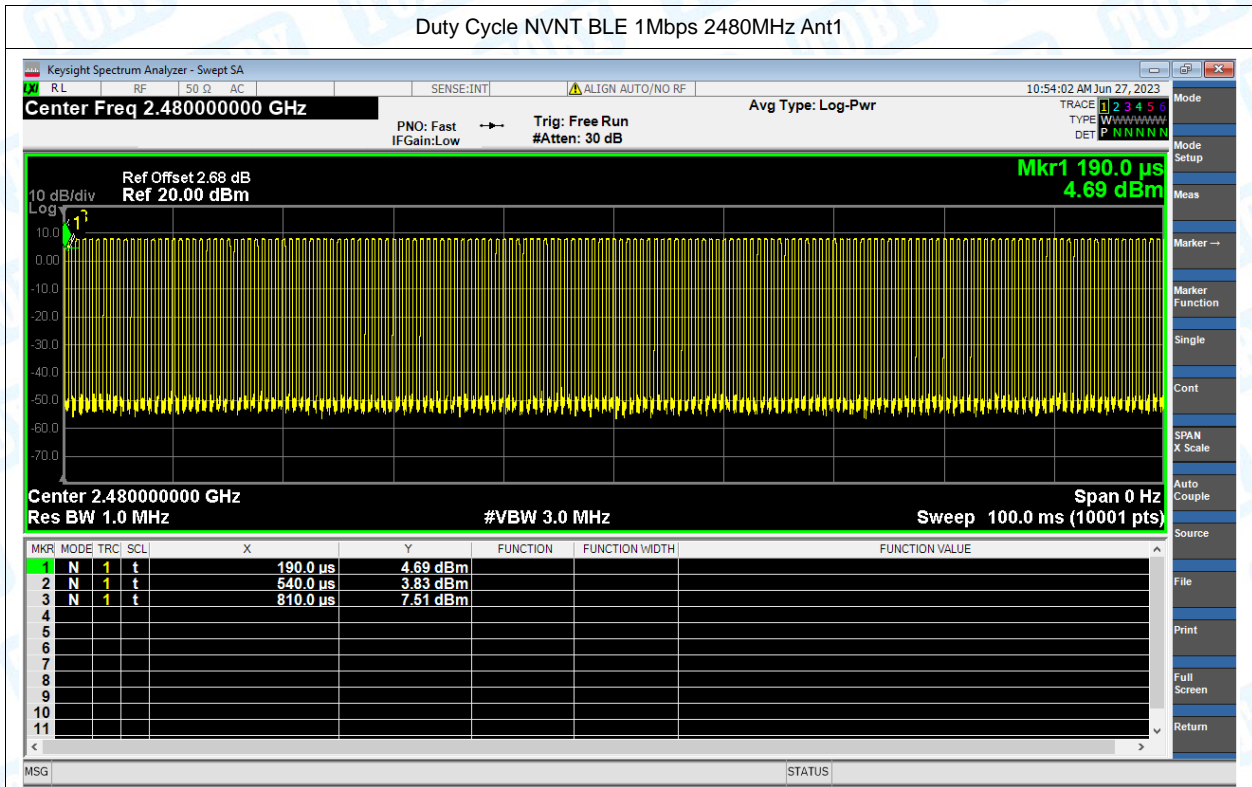 Duty Cycle NVNT BLE 1Mbps 2480MHz Ant1
Keysight Spectrum Analyzer - Swept SA
LXI RL RF 50 Ω AC SENSE:INT ALIGN AUTO/NO RF 10:54:02 AM Jun 27, 2023
Center Freq 2.480000000 GHz
PNO: Fast
IFGain:Low
Trig: Free Run
#Atten: 30 dB
Avg Type: Log-Pwr
TRACE 1 2 3 4 5 6
TYPE WWWWWWW
DET P N N N N N
Mkr1 190.0 µs
4.69 dBm
Ref Offset 2.68 dB
10 dB/div Ref 20.00 dBm
Log
1
10.0
0.00
-10.0
-20.0
-30.0
-40.0
-50.0
-60.0
-70.0
Center 2.480000000 GHz Span 0 Hz
Res BW 1.0 MHz #VBW 3.0 MHz Sweep 100.0 ms (10001 pts)
MKR MODE TRC SCL X Y FUNCTION FUNCTION WIDTH FUNCTION VALUE
1 N 1 t 190.0 µs 4.69 dBm
2 N 1 t 540.0 µs 3.83 dBm
3 N 1 t 810.0 µs 7.51 dBm
4
5
6
7
8
9
10
11
MSG STATUS
Mode
Mode
Setup
Meas
Marker →
Marker
Function
Single
Cont
SPAN
X Scale
Auto
Couple
Source
File
Print
Full
Screen
Return